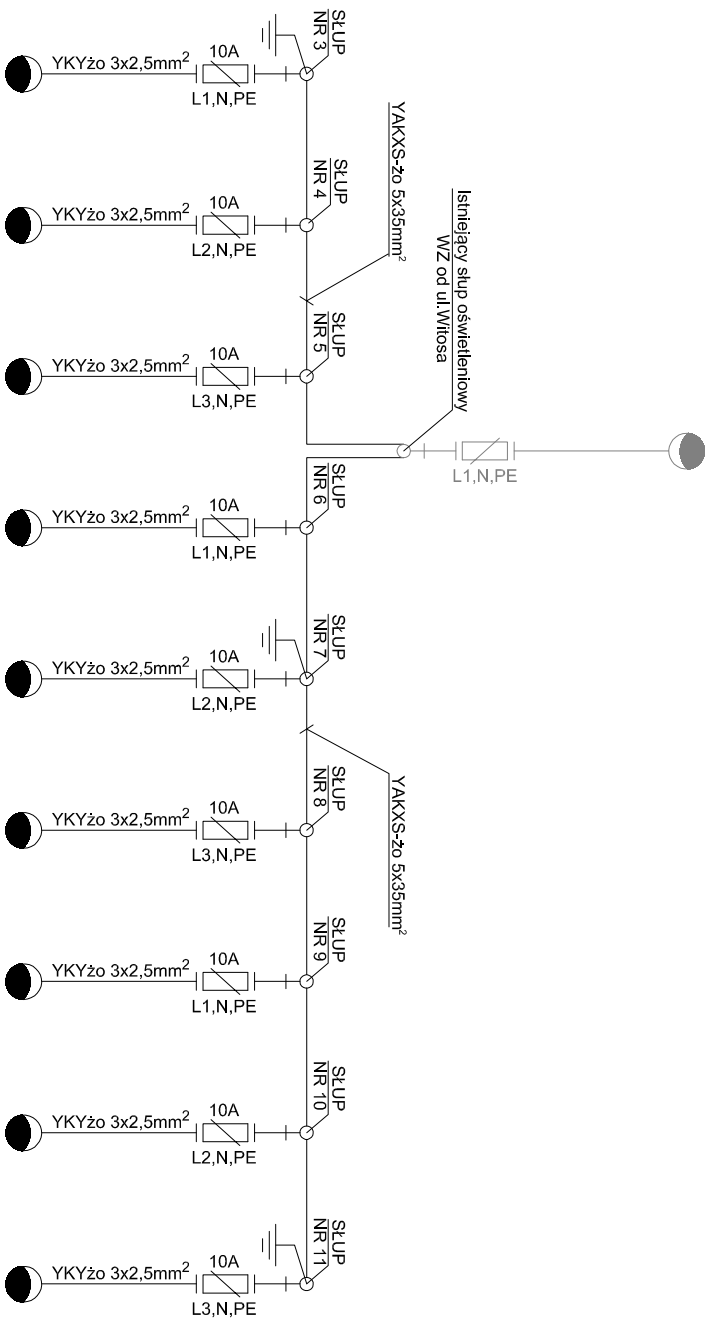 SŁUP
NR 3
10A
YKYżo 3x2,5mm²
L1,N,PE
YAKXS-żo 5x35mm²
SŁUP
NR 4
10A
YKYżo 3x2,5mm²
L2,N,PE
Istniejący słup oświetleniowy
WZ od ul.Witosa
SŁUP
NR 5
10A
YKYżo 3x2,5mm²
L3,N,PE
L1,N,PE
SŁUP
NR 6
10A
YKYżo 3x2,5mm²
L1,N,PE
SŁUP
NR 7
10A
YKYżo 3x2,5mm²
L2,N,PE
YAKXS-żo 5x35mm²
SŁUP
NR 8
10A
YKYżo 3x2,5mm²
L3,N,PE
SŁUP
NR 9
10A
YKYżo 3x2,5mm²
L1,N,PE
SŁUP
NR 10
10A
YKYżo 3x2,5mm²
L2,N,PE
SŁUP
NR 11
10A
YKYżo 3x2,5mm²
L3,N,PE